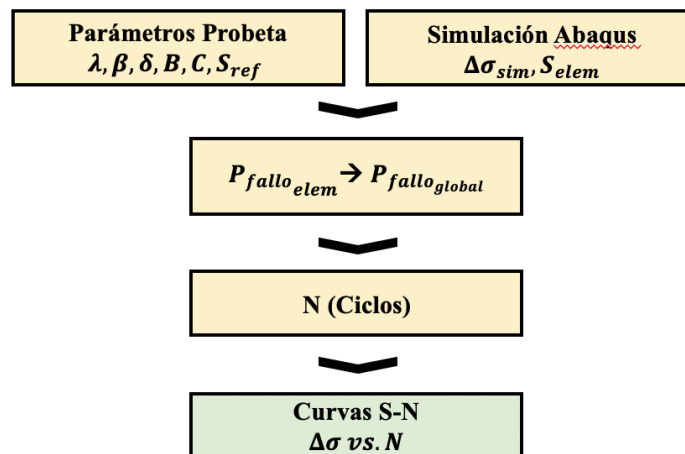 Parámetros Probeta
λ, β, δ, B, C, S_ref
Simulación Abaqus
Δσ_sim, S_elem
P_fallo_elem → P_fallo_global
N (Ciclos)
Curvas S-N
Δσ vs. N